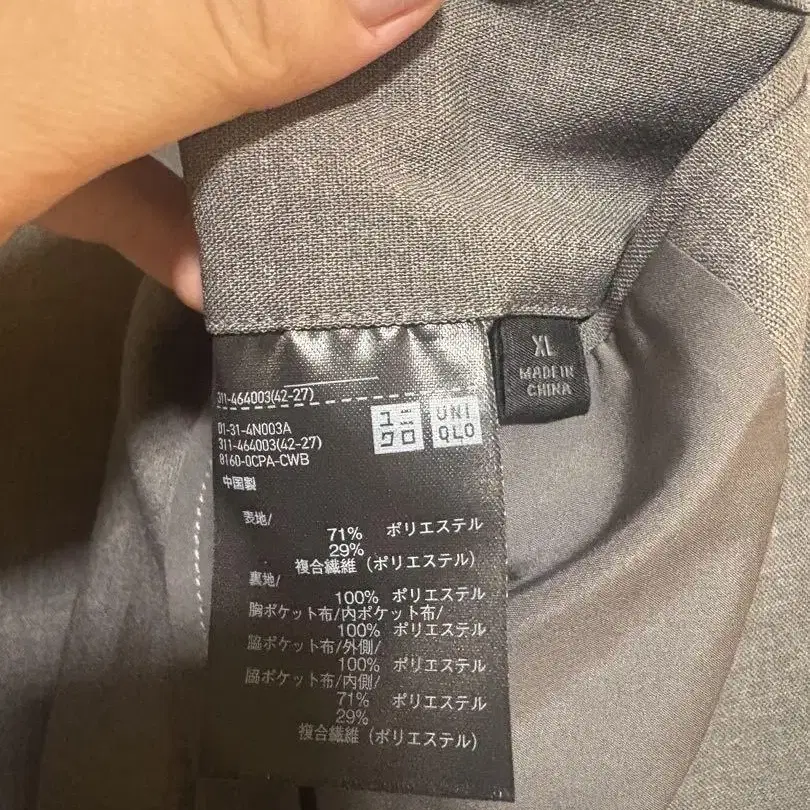 311-464003(42-27)
01-31-4N003A
311-464003(42-27)
8160-0CPA-CWB
中国製
ユニ
クロ
UNI
QLO
XL
MADE IN
CHINA
表地/
71% ポリエステル
29%
複合繊維（ポリエステル）
裏地/
100% ポリエステル
胸ポケット布/内ポケット布/
100% ポリエステル
脇ポケット布/外側/
100% ポリエステル
脇ポケット布/内側/
71% ポリエステル
29%
複合繊維（ポリエステル）